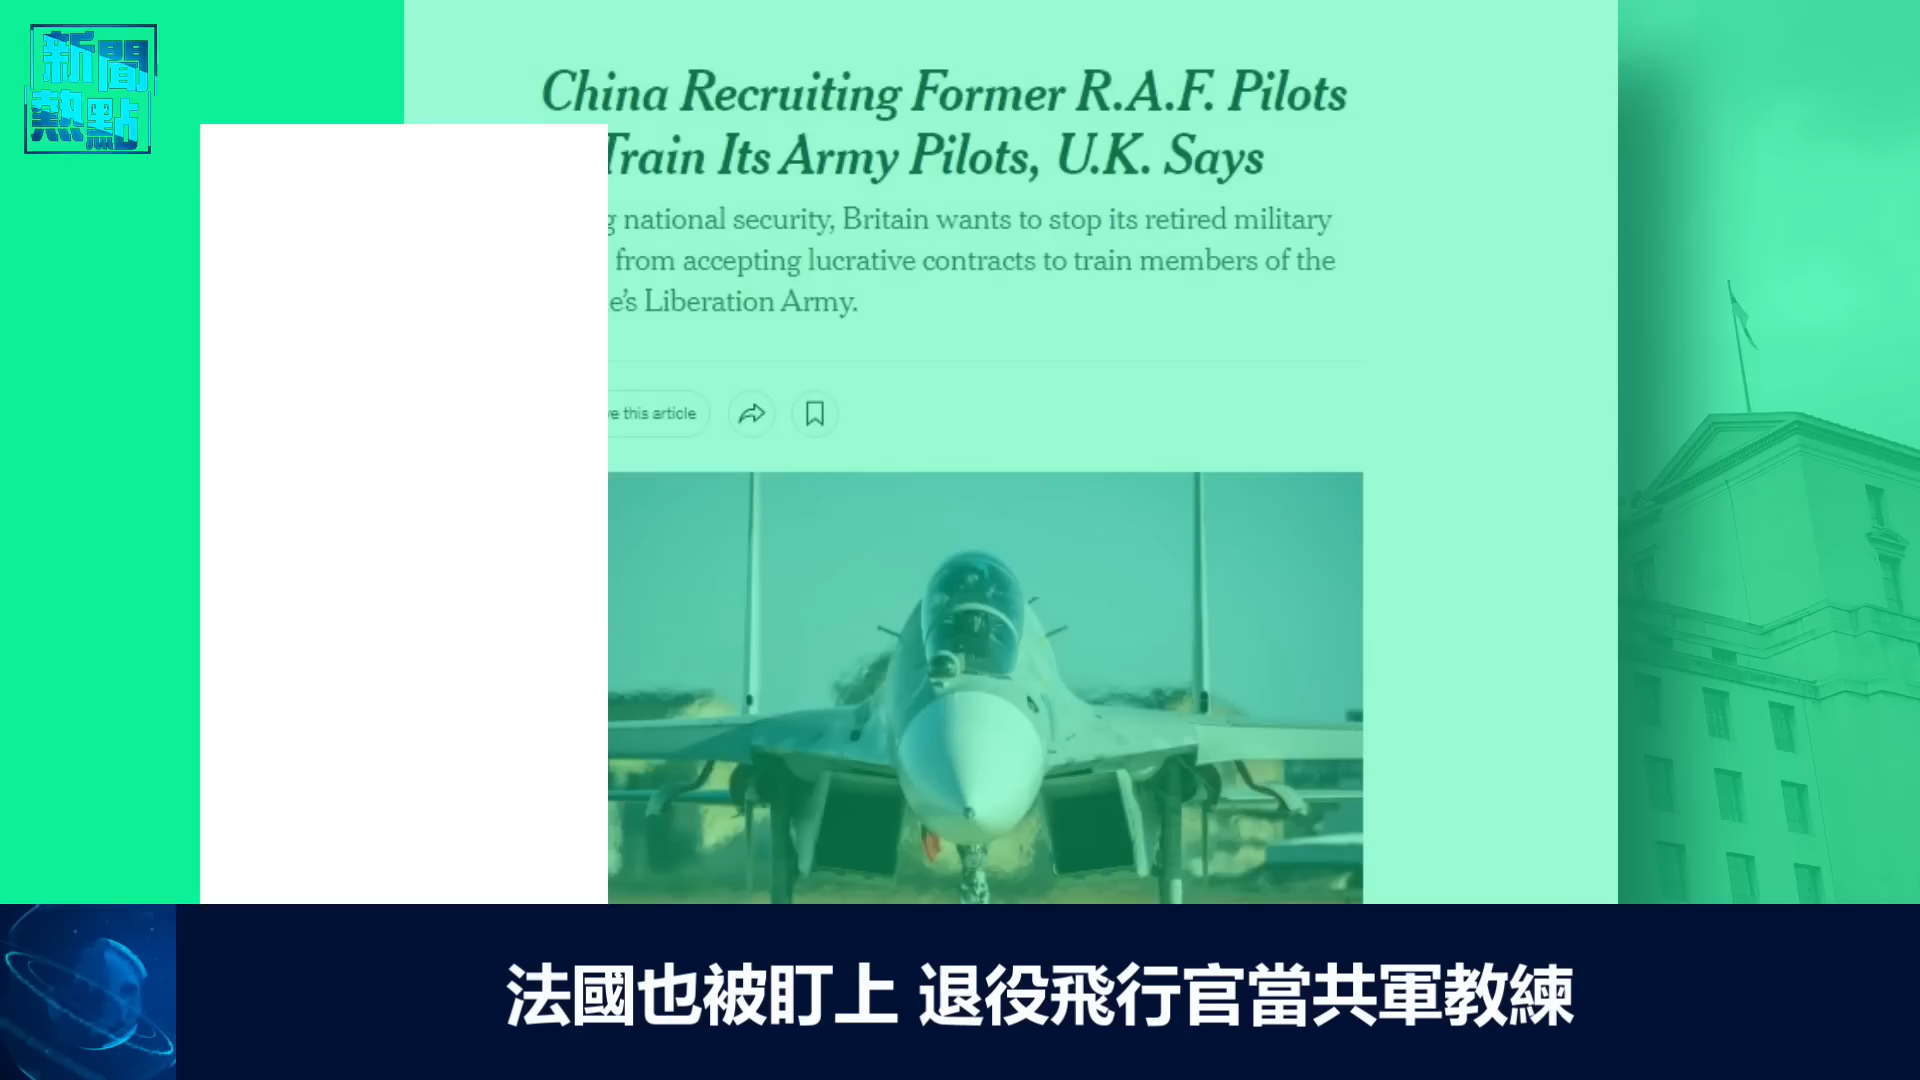 新聞
熱點
China Recruiting Former R.A.F. Pilots
Train Its Army Pilots, U.K. Says
national security, Britain wants to stop its retired military
from accepting lucrative contracts to train members of the
Liberation Army.
this article
法國也被盯上 退役飛行官當共軍教練